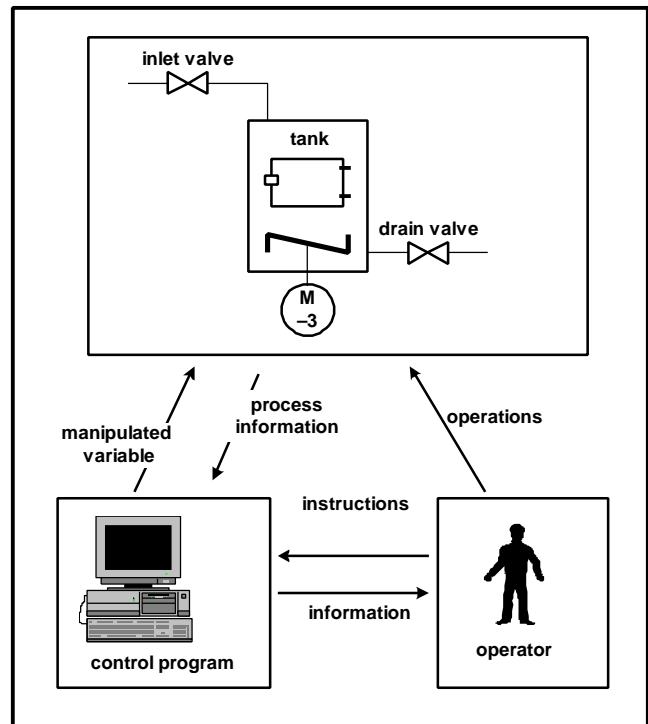 inlet valve
tank
drain valve
M
–3
process
information
manipulated
variable
operations
instructions
information
control program
operator